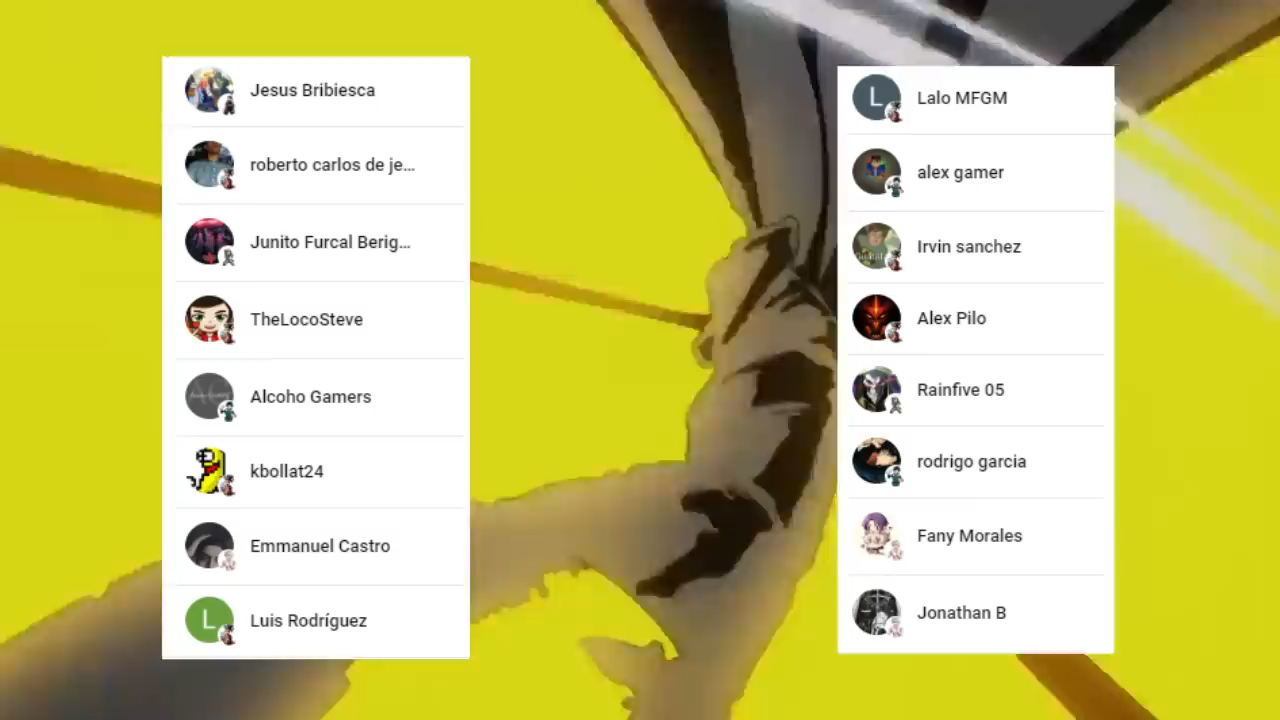 Jesus Bribiesca
roberto carlos de je...
Junito Furcal Berig...
TheLocoSteve
Alcoho Gamers
kbollat24
Emmanuel Castro
L
Luis Rodríguez
L
Lalo MFGM
alex gamer
Irvin sanchez
Alex Pilo
Rainfive 05
rodrigo garcia
Fany Morales
Jonathan B